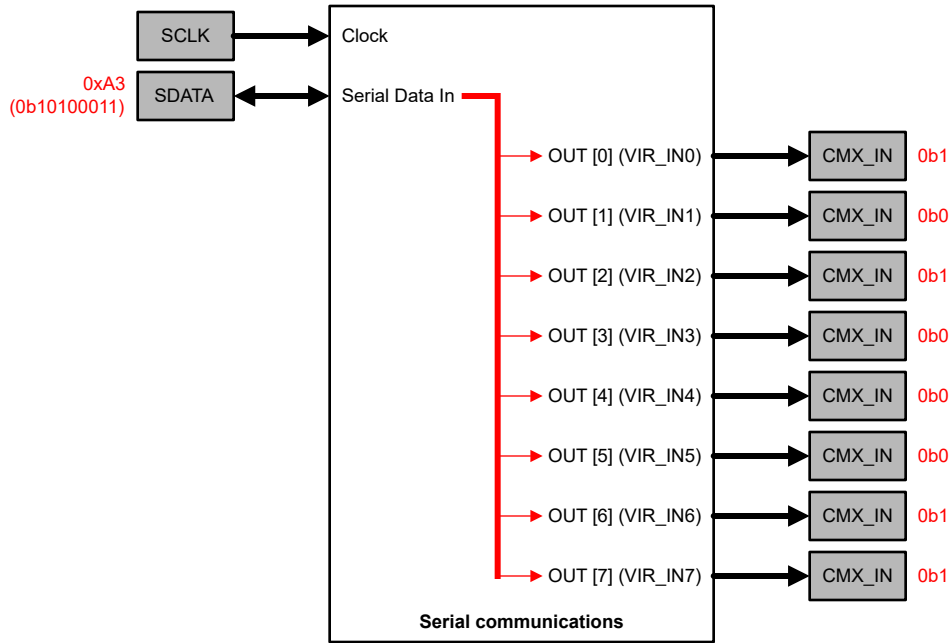 SCLK
Clock
0xA3
(0b10100011)
SDATA
Serial Data In
OUT [0] (VIR_IN0)
CMX_IN
0b1
OUT [1] (VIR_IN1)
CMX_IN
0b0
OUT [2] (VIR_IN2)
CMX_IN
0b1
OUT [3] (VIR_IN3)
CMX_IN
0b0
OUT [4] (VIR_IN4)
CMX_IN
0b0
OUT [5] (VIR_IN5)
CMX_IN
0b0
OUT [6] (VIR_IN6)
CMX_IN
0b1
OUT [7] (VIR_IN7)
CMX_IN
0b1
Serial communications